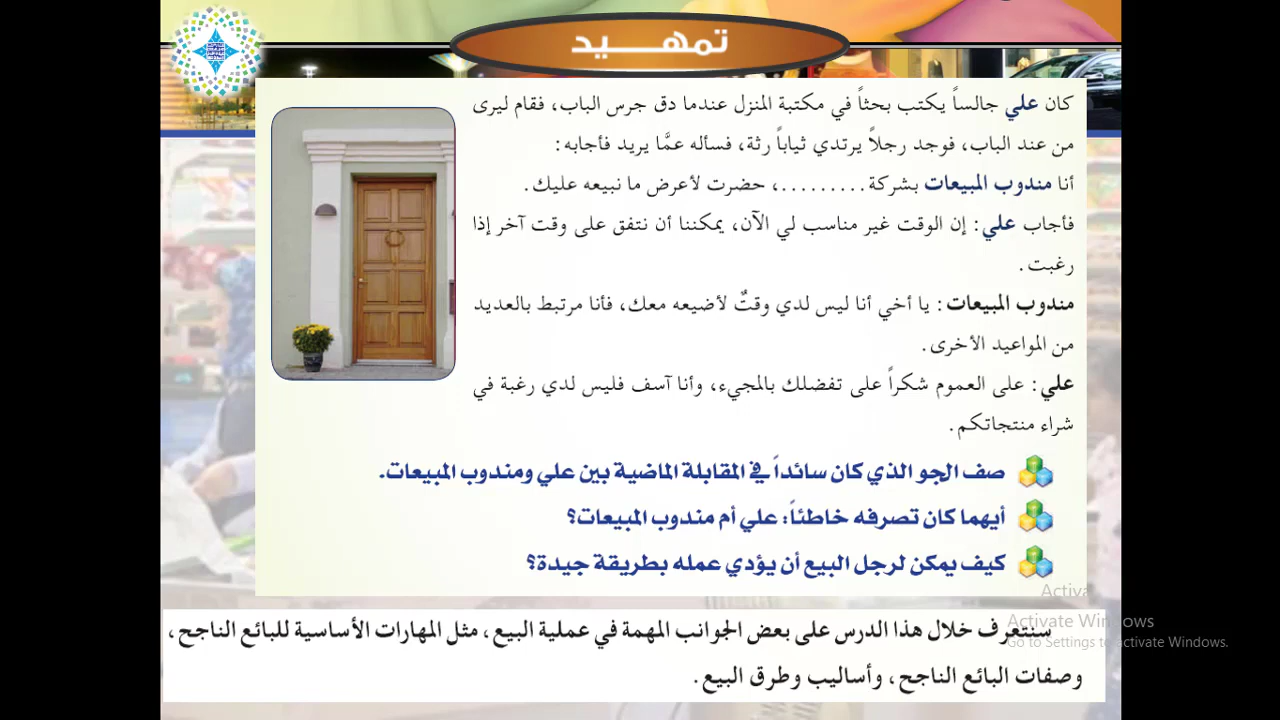 تمهيد
كان علي جالساً يكتب بحثاً في مكتبة المنزل عندما دق جرس الباب، فقام ليرى
من عند الباب، فوجد رجلاً يرتدي ثياباً رثة، فسأله عمَّا يريد فأجابه :
أنا مندوب المبيعات بشركة .........، حضرت لأعرض ما نبيعه عليك.
فأجاب علي : إن الوقت غير مناسب لي الآن، يمكننا أن نتفق على وقت آخر إذا
رغبت .
مندوب المبيعات : يا أخي أنا ليس لدي وقتٌ لأضيعه معك، فأنا مرتبط بالعديد
من المواعيد الأخرى .
علي : على العموم شكراً على تفضلك بالمجيء، وأنا آسف فليس لدي رغبة في
شراء منتجاتكم .
صف الجو الذي كان سائداً في المقابلة الماضية بين علي ومندوب المبيعات.
أيهما كان تصرفه خاطئاً: علي أم مندوب المبيعات؟
كيف يمكن لرجل البيع أن يؤدي عمله بطريقة جيدة؟
Activa
سنتعرف خلال هذا الدرس على بعض الجوانب المهمة في عملية البيع، مثل المهارات الأساسية للبائع الناجح،
Activate Windows
Go to Settings to activate Windows.
وصفات البائع الناجح، وأساليب وطرق البيع .